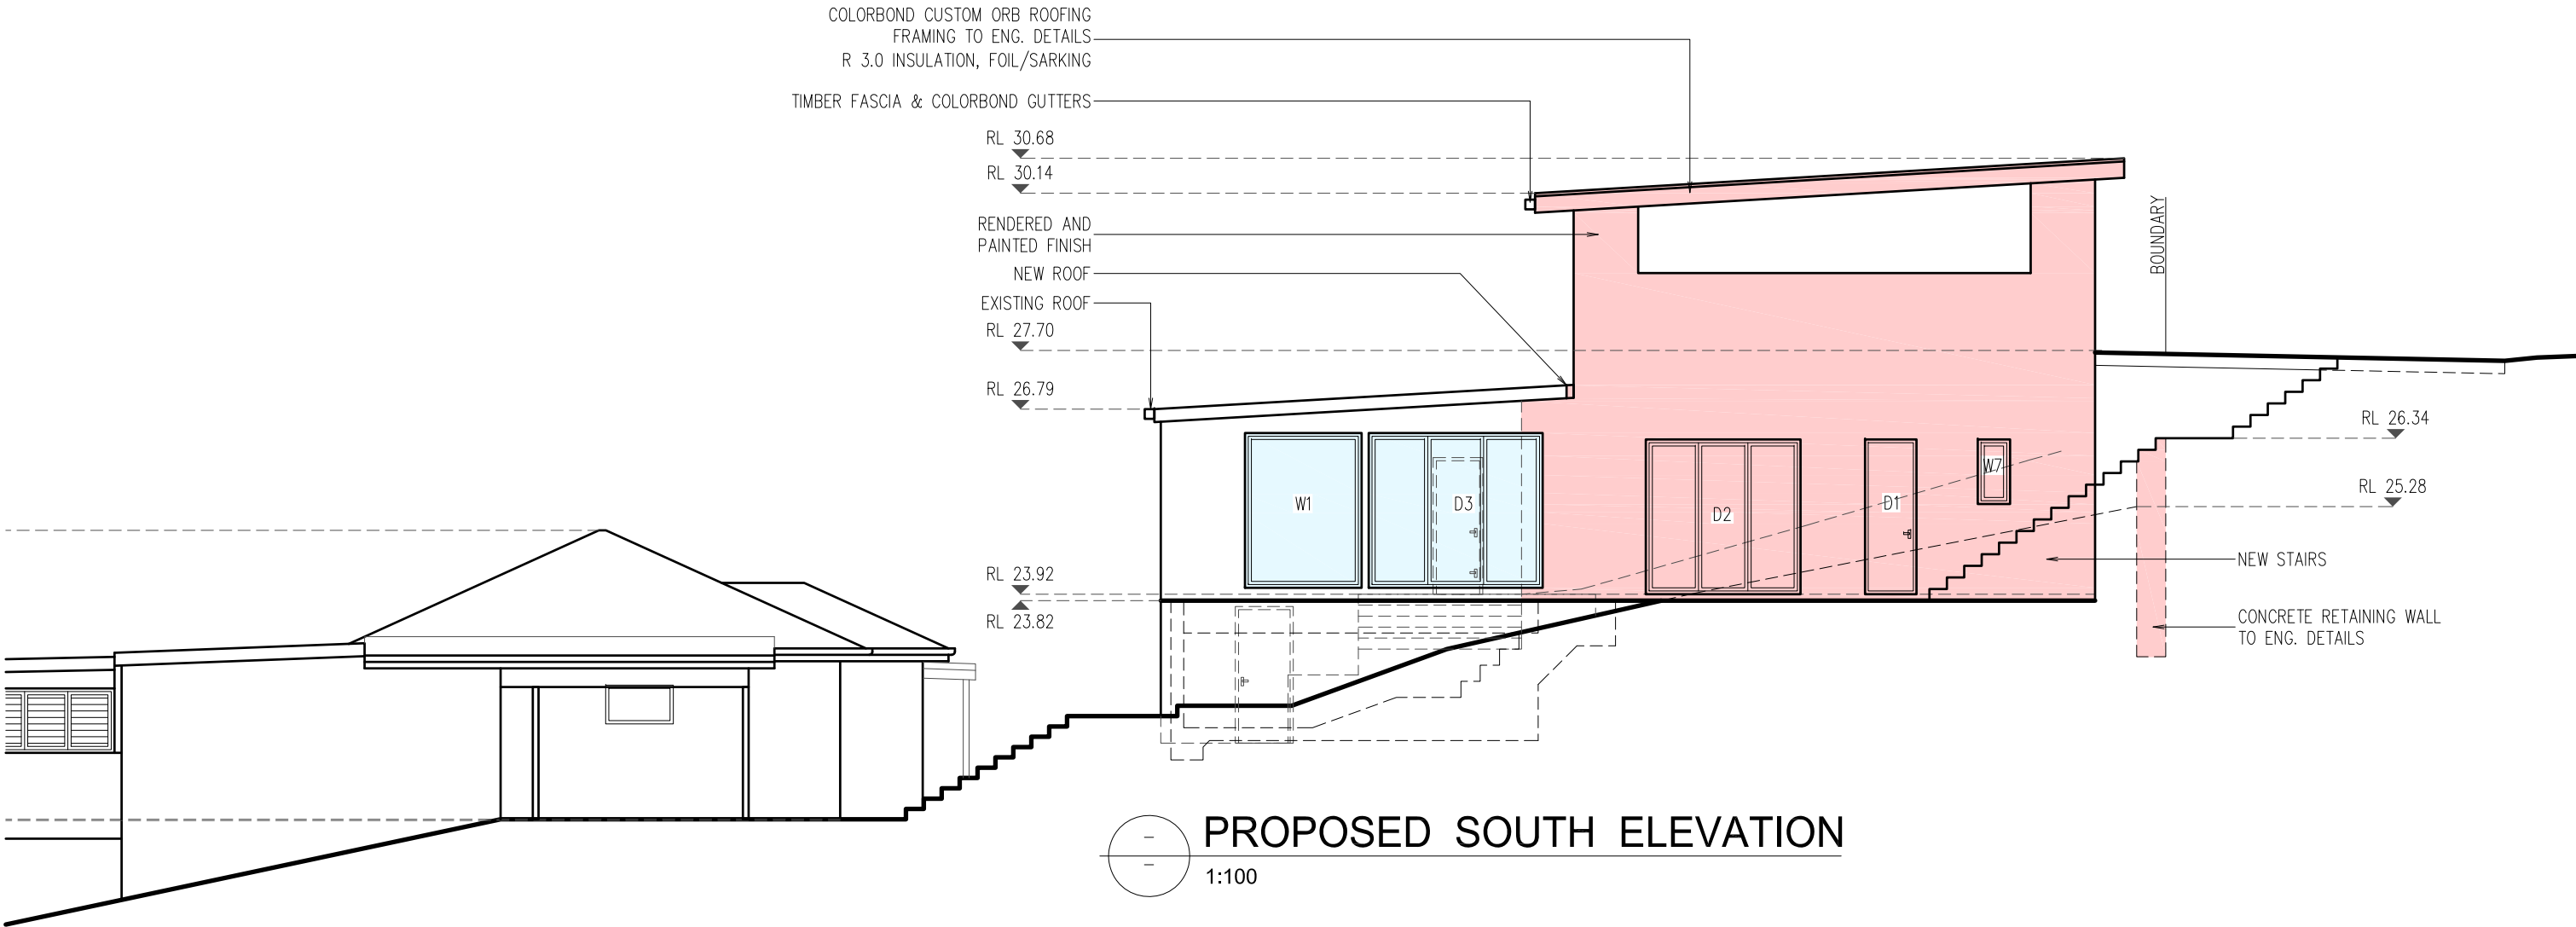 COLORBOND CUSTOM ORB ROOFING
FRAMING TO ENG. DETAILS
R 3.0 INSULATION, FOIL/SARKING
TIMBER FASCIA & COLORBOND GUTTERS
RL 30.68
RL 30.14
RENDERED AND
PAINTED FINISH
NEW ROOF
EXISTING ROOF
RL 27.70
RL 26.79
BOUNDARY
RL 26.34
RL 25.28
W1
D3
D2
D1
W7
NEW STAIRS
RL 23.92
RL 23.82
CONCRETE RETAINING WALL
TO ENG. DETAILS
PROPOSED SOUTH ELEVATION
1:100